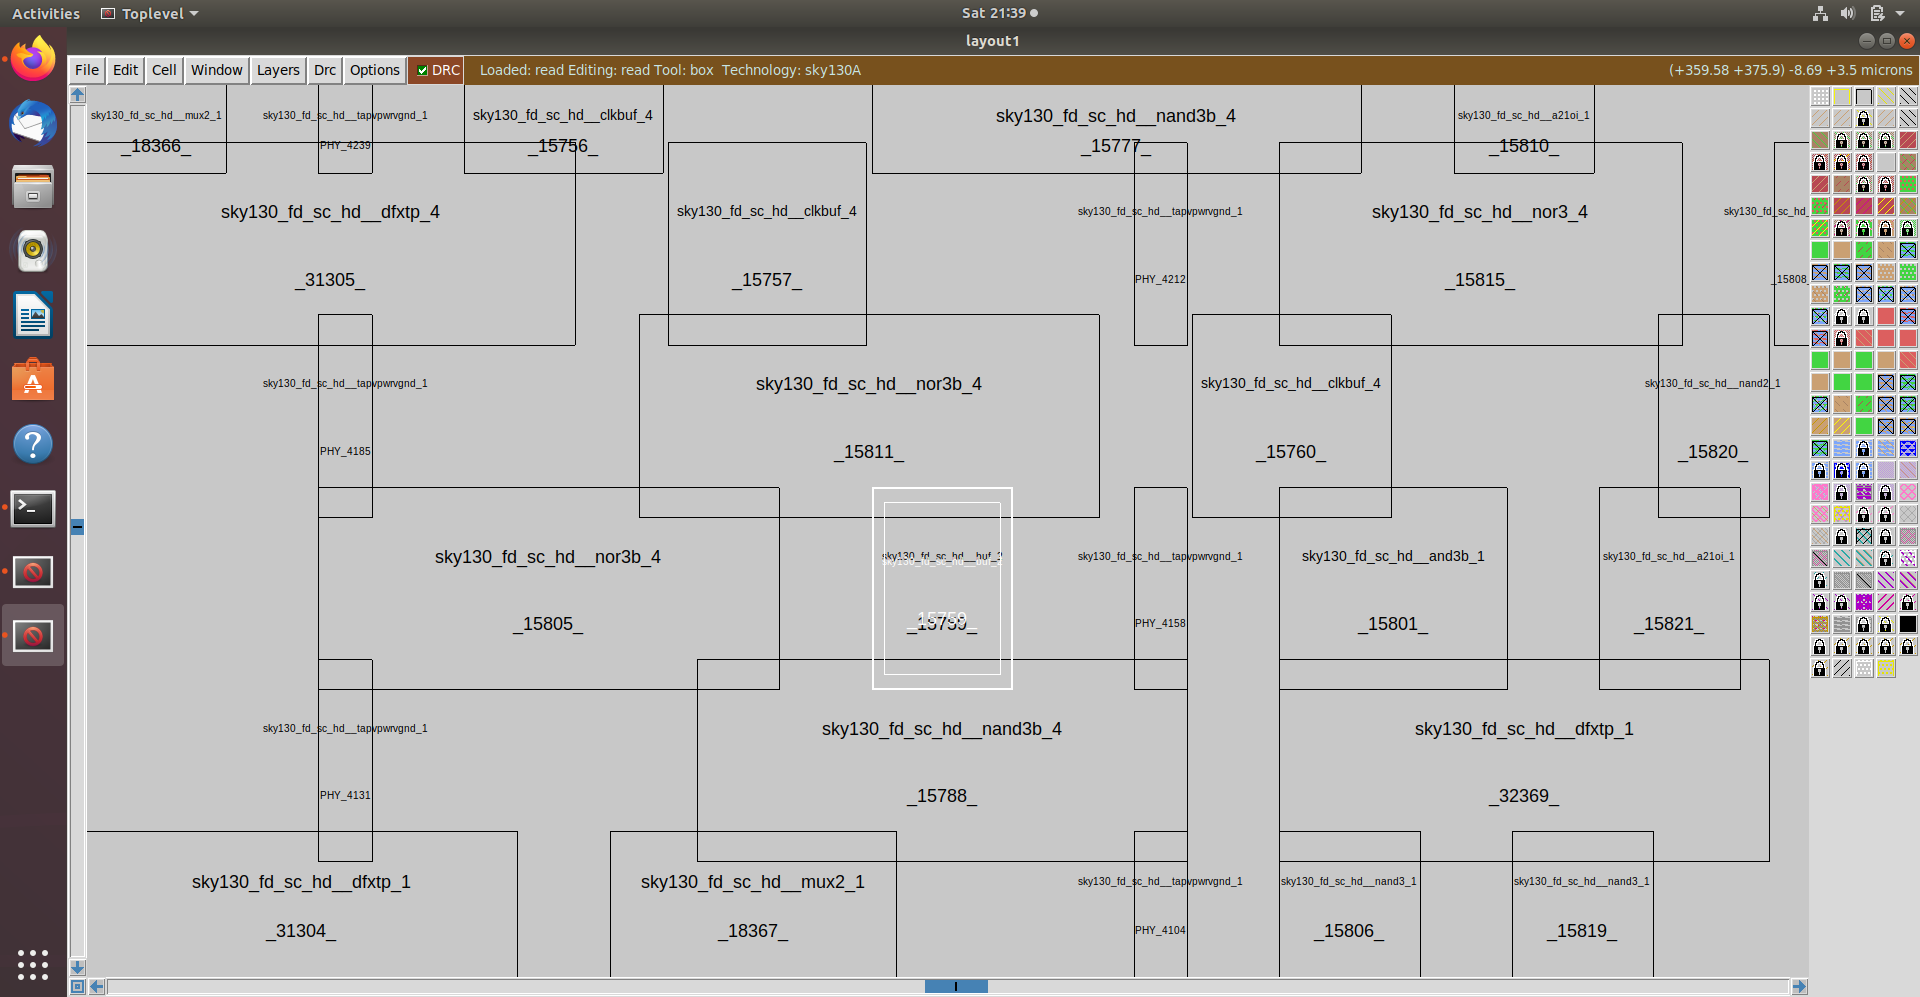 Activities Toplevel Sat 21:39
layout1
File Edit Cell Window Layers Drc Options DRC Loaded: read Editing: read Tool: box Technology: sky130A (+359.58 +375.9) -8.69 +3.5 microns
sky130_fd_sc_hd__mux2_1 sky130_fd_sc_hd__tapvpwrvgnd_1 sky130_fd_sc_hd__clkbuf_4 sky130_fd_sc_hd__nand3b_4 sky130_fd_sc_hd__a21oi_1
_18366_ PHY_4239 _15756_ _15777_ _15810_
sky130_fd_sc_hd__dfxtp_4 sky130_fd_sc_hd__clkbuf_4 sky130_fd_sc_hd__tapvpwrvgnd_1 sky130_fd_sc_hd__nor3_4 sky130_fd_sc_hd_
_31305_ _15757_ PHY_4212 _15815_ _15808_
sky130_fd_sc_hd__tapvpwrvgnd_1 sky130_fd_sc_hd__nor3b_4 sky130_fd_sc_hd__clkbuf_4 sky130_fd_sc_hd__nand2_1
PHY_4185 _15811_ _15760_ _15820_
sky130_fd_sc_hd__nor3b_4 sky130_fd_sc_hd__buf_2 sky130_fd_sc_hd__tapvpwrvgnd_1 sky130_fd_sc_hd__and3b_1 sky130_fd_sc_hd__a21oi_1
_15805_ _15759_ PHY_4158 _15801_ _15821_
sky130_fd_sc_hd__tapvpwrvgnd_1 sky130_fd_sc_hd__nand3b_4 sky130_fd_sc_hd__dfxtp_1
PHY_4131 _15788_ _32369_
sky130_fd_sc_hd__dfxtp_1 sky130_fd_sc_hd__mux2_1 sky130_fd_sc_hd__tapvpwrvgnd_1 sky130_fd_sc_hd__nand3_1 sky130_fd_sc_hd__nand3_1
_31304_ _18367_ PHY_4104 _15806_ _15819_